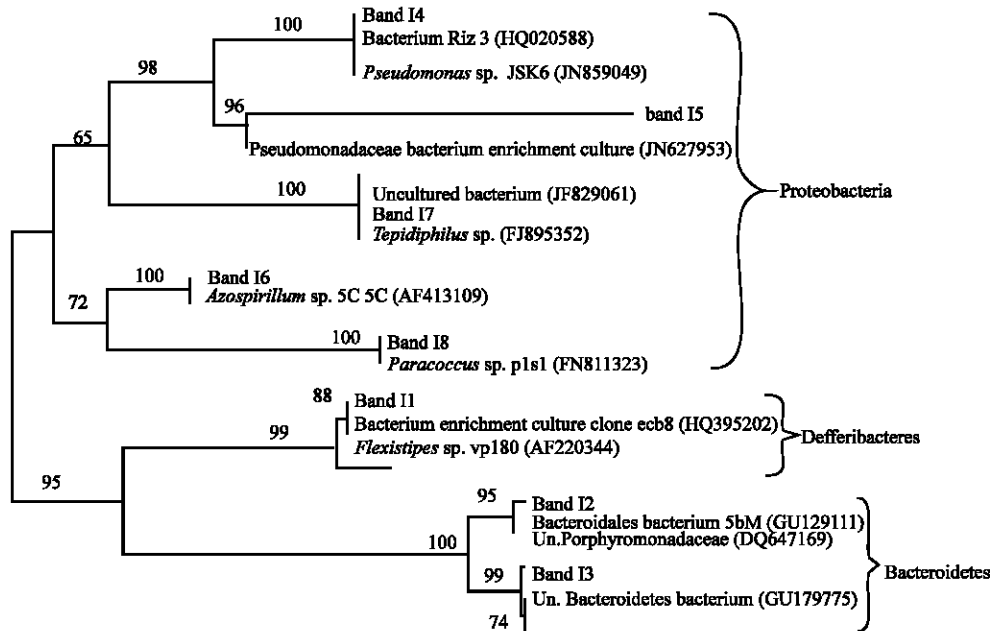 Band I4
100
Bacterium Riz 3 (HQ020588)
98
Pseudomonas sp. JSK6 (JN859049)
96
band I5
65
Pseudomonadaceae bacterium enrichment culture (JN627953)
100
Uncultured bacterium (JF829061)
Proteobacteria
Band I7
Tepidiphilus sp. (FJ895352)
100
Band I6
72
Azospirillum sp. 5C 5C (AF413109)
100
Band I8
Paracoccus sp. p1s1 (FN811323)
88
Band I1
Bacterium enrichment culture clone ecb8 (HQ395202)
99
Defferibacteres
Flexistipes sp. vp180 (AF220344)
95
95
Band I2
Bacteroidales bacterium 5bM (GU129111)
100
Un.Porphyromonadaceae (DQ647169)
Bacteroidetes
99
Band I3
Un. Bacteroidetes bacterium (GU179775)
74